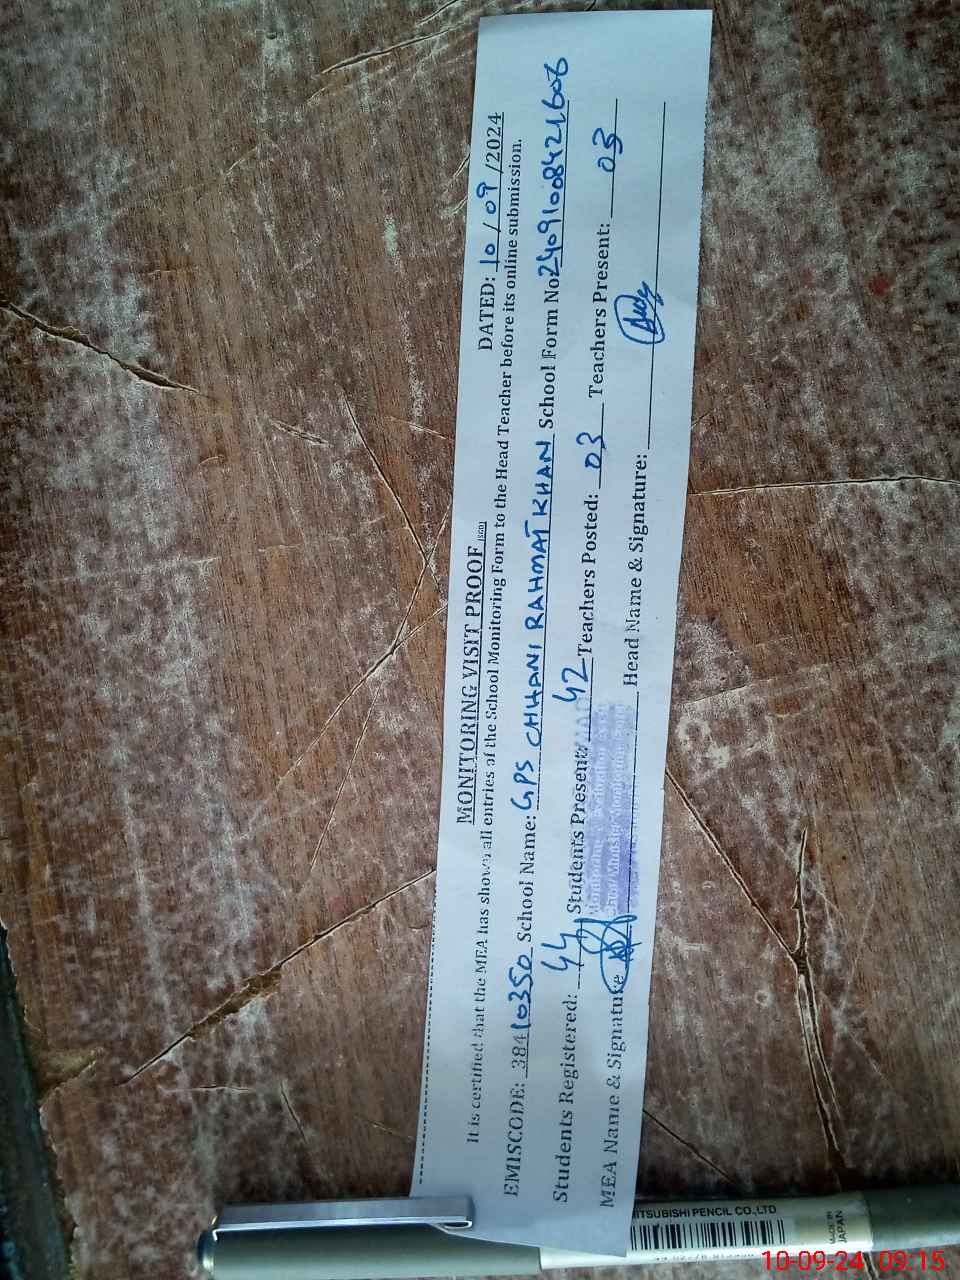 MONITORING VISIT PROOF (SGD)
DATED: 10 / 09 /2024
It is certified that the MEA has shown all entries of the School Monitoring Form to the Head Teacher before its online submission.
EMISCODE: 38410350 School Name: GPS CHHANI RAHMAT KHAN School Form No 24091008421606
Students Registered: 44 Students Present: 42 Teachers Posted: 03 Teachers Present: 03
MEA Name & Signature Head Name & Signature:
MITSUBISHI PENCIL CO.,LTD
MADE IN
JAPAN
10-09-24 09:15